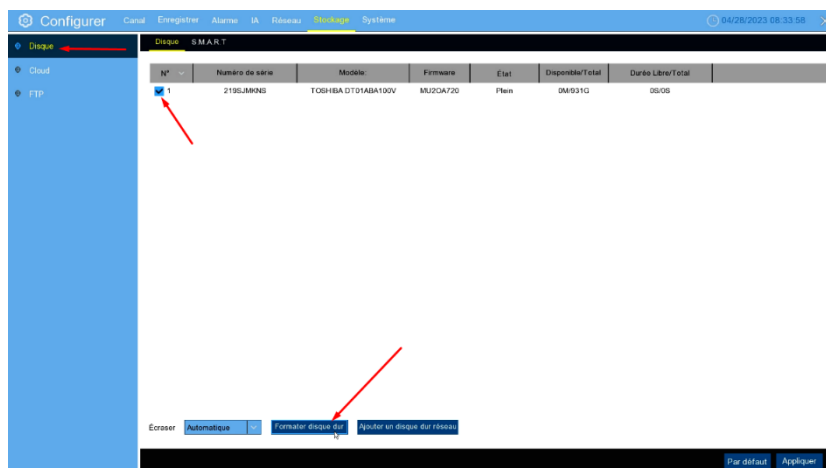 Configurer Canal Enregistrer Alarme IA Réseau Stockage Système 04/28/2023 08:33:58
Disque
Cloud
FTP
Disque S.M.A.R.T
N° Numéro de série Modèle: Firmware État Disponible/Total Durée Libre/Total
1 219SJMKNS TOSHIBA DT01ABA100V MU2OA720 Plein 0M/931G 0S/0S
Écraser Automatique Formater disque dur Ajouter un disque dur réseau
Par défaut Appliquer